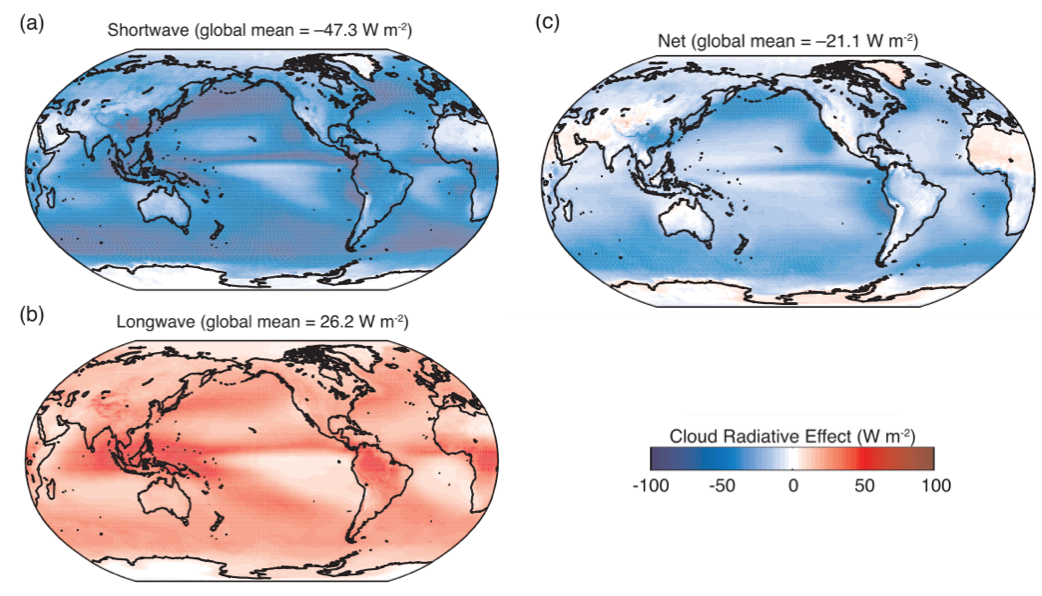 (a)
Shortwave (global mean = –47.3 W m-2)
(b)
Longwave (global mean = 26.2 W m-2)
(c)
Net (global mean = –21.1 W m-2)
Cloud Radiative Effect (W m-2)
-100 -50 0 50 100